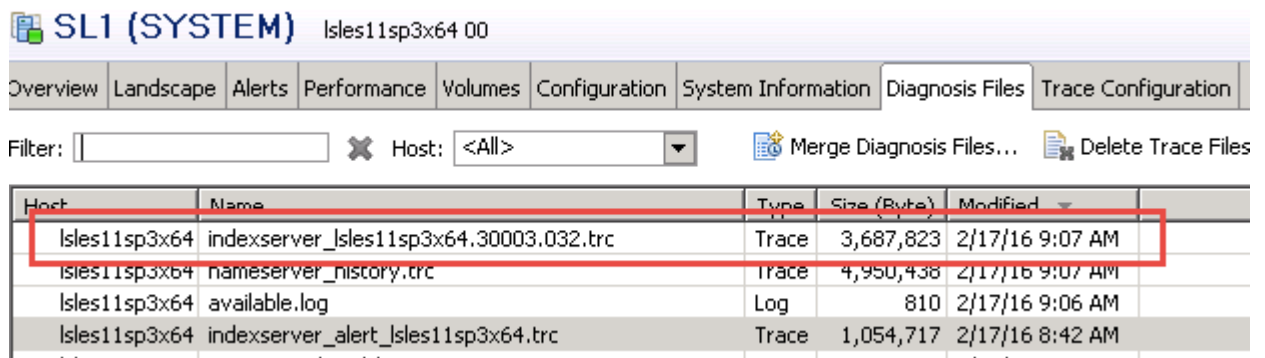 SL1 (SYSTEM) lsles11sp3x64 00
Overview Landscape Alerts Performance Volumes Configuration System Information Diagnosis Files Trace Configuration
Filter: Host: <All> Merge Diagnosis Files... Delete Trace Files
Host Name Type Size (Byte) Modified
lsles11sp3x64 indexserver_lsles11sp3x64.30003.032.trc Trace 3,687,823 2/17/16 9:07 AM
lsles11sp3x64 nameserver_history.trc Trace 4,950,438 2/17/16 9:07 AM
lsles11sp3x64 available.log Log 810 2/17/16 9:06 AM
lsles11sp3x64 indexserver_alert_lsles11sp3x64.trc Trace 1,054,717 2/17/16 8:42 AM